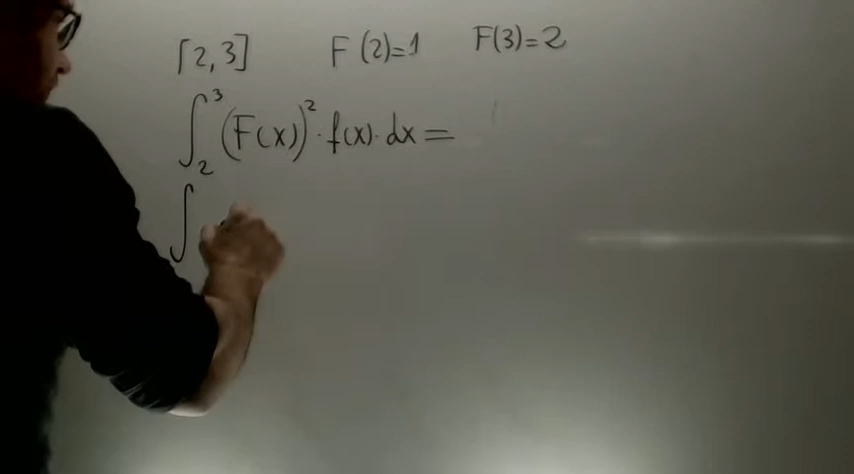 [2,3] F(2)=1 F(3)=2
∫₂³ (F(x))²·f(x)·dx=
∫